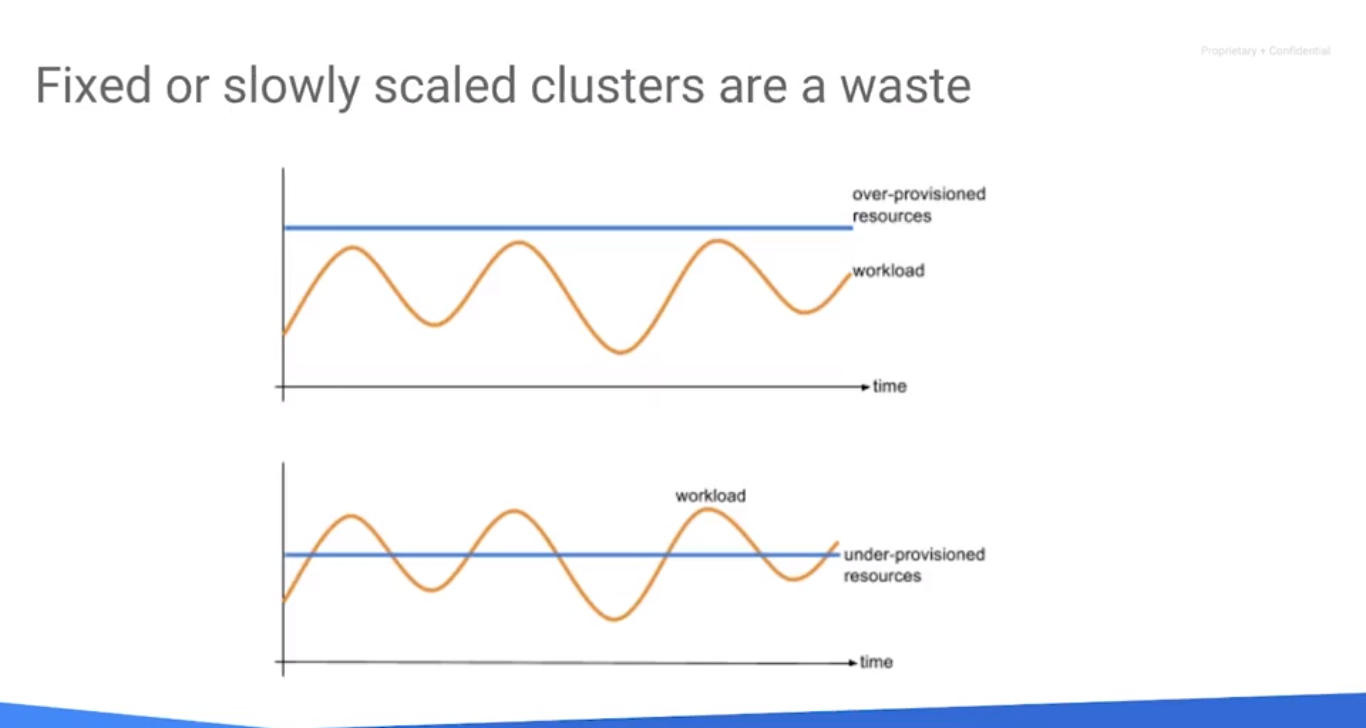 Proprietary + Confidential
Fixed or slowly scaled clusters are a waste
over-provisioned
resources
workload
time
workload
under-provisioned
resources
time